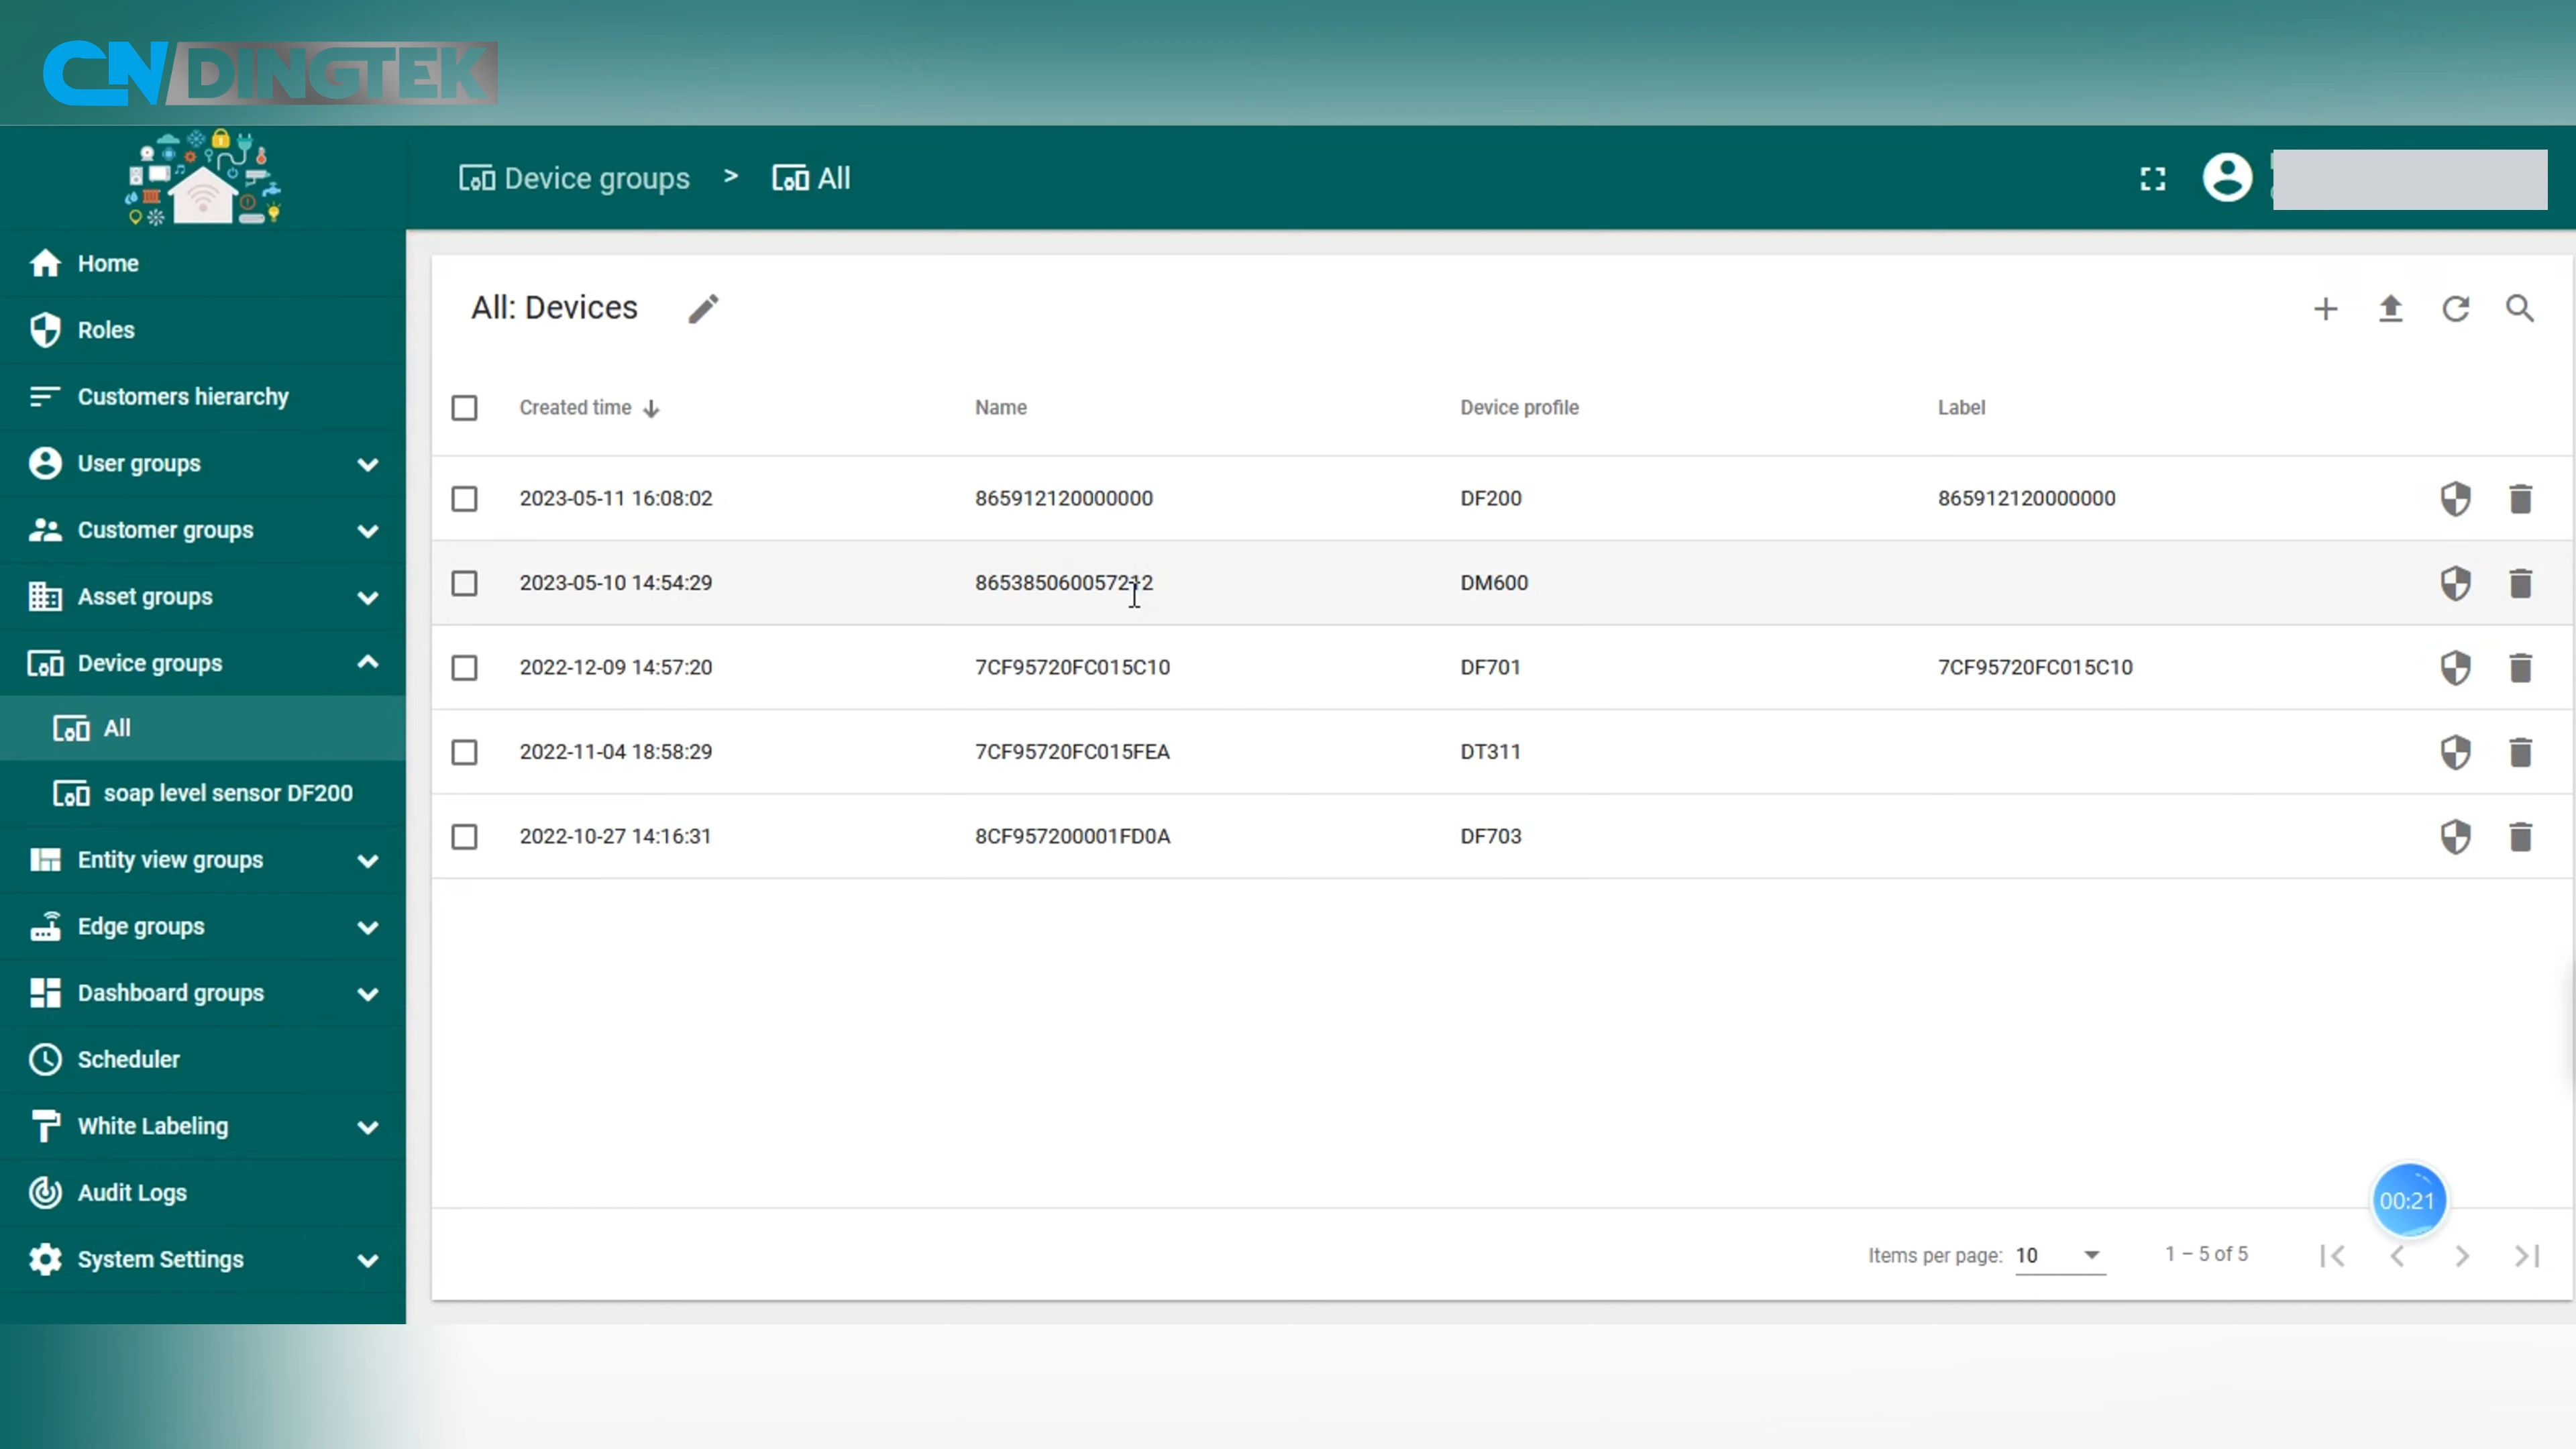 CN DINGTEK
Device groups > All
Home
Roles
Customers hierarchy
User groups
Customer groups
Asset groups
Device groups
All
soap level sensor DF200
Entity view groups
Edge groups
Dashboard groups
Scheduler
White Labeling
Audit Logs
System Settings
All: Devices
Created time Name Device profile Label
2023-05-11 16:08:02 865912120000000 DF200 865912120000000
2023-05-10 14:54:29 865385060057212 DM600
2022-12-09 14:57:20 7CF95720FC015C10 DF701 7CF95720FC015C10
2022-11-04 18:58:29 7CF95720FC015FEA DT311
2022-10-27 14:16:31 8CF957200001FD0A DF703
00:21
Items per page: 10 1 – 5 of 5